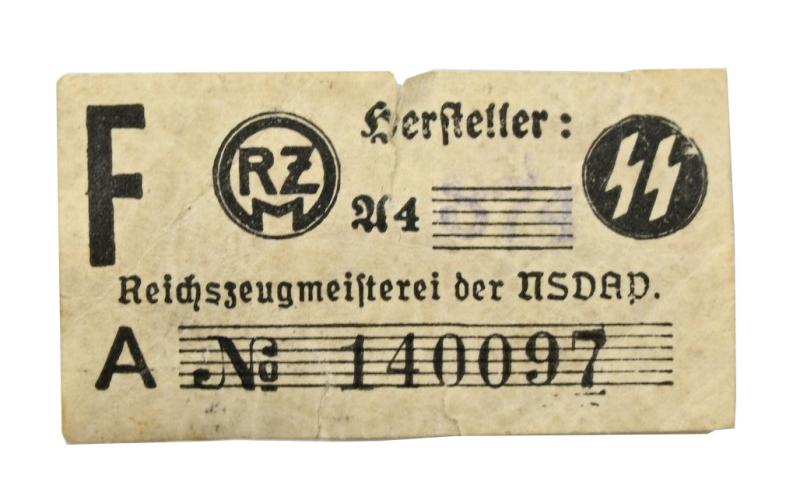 F
RZM
Hersteller:
A4
Reichszeugmeisterei der NSDAP.
A № 140097